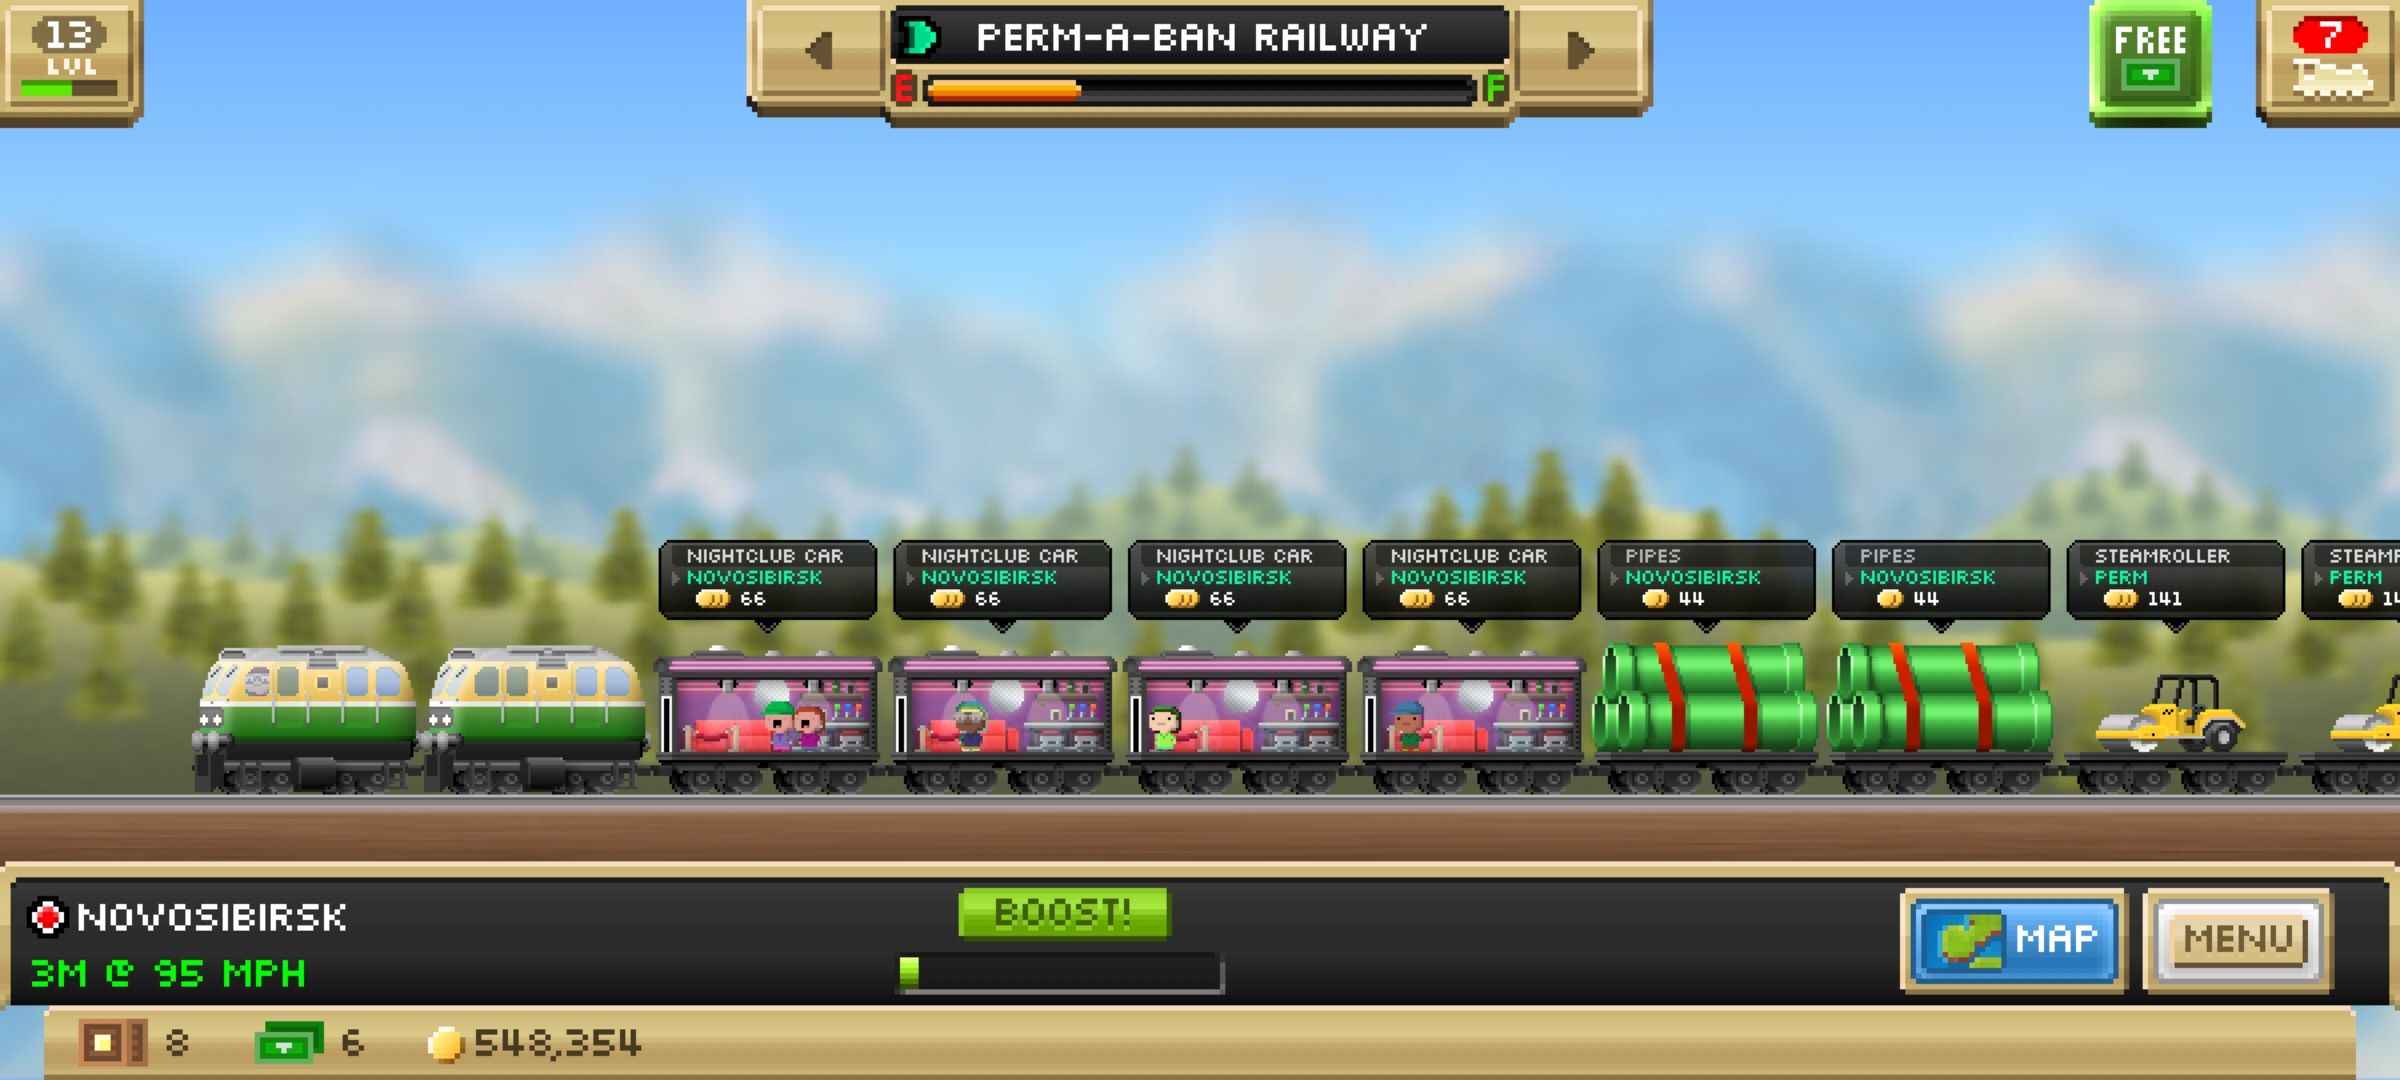 13
LVL
PERM-A-BAN RAILWAY
E
F
FREE
7
NIGHTCLUB CAR
NOVOSIBIRSK
66
NIGHTCLUB CAR
NOVOSIBIRSK
66
NIGHTCLUB CAR
NOVOSIBIRSK
66
NIGHTCLUB CAR
NOVOSIBIRSK
66
PIPES
NOVOSIBIRSK
44
PIPES
NOVOSIBIRSK
44
STEAMROLLER
PERM
141
PERM
NOVOSIBIRSK
3M @ 95 MPH
BOOST!
MAP
MENU
8
6
548,354